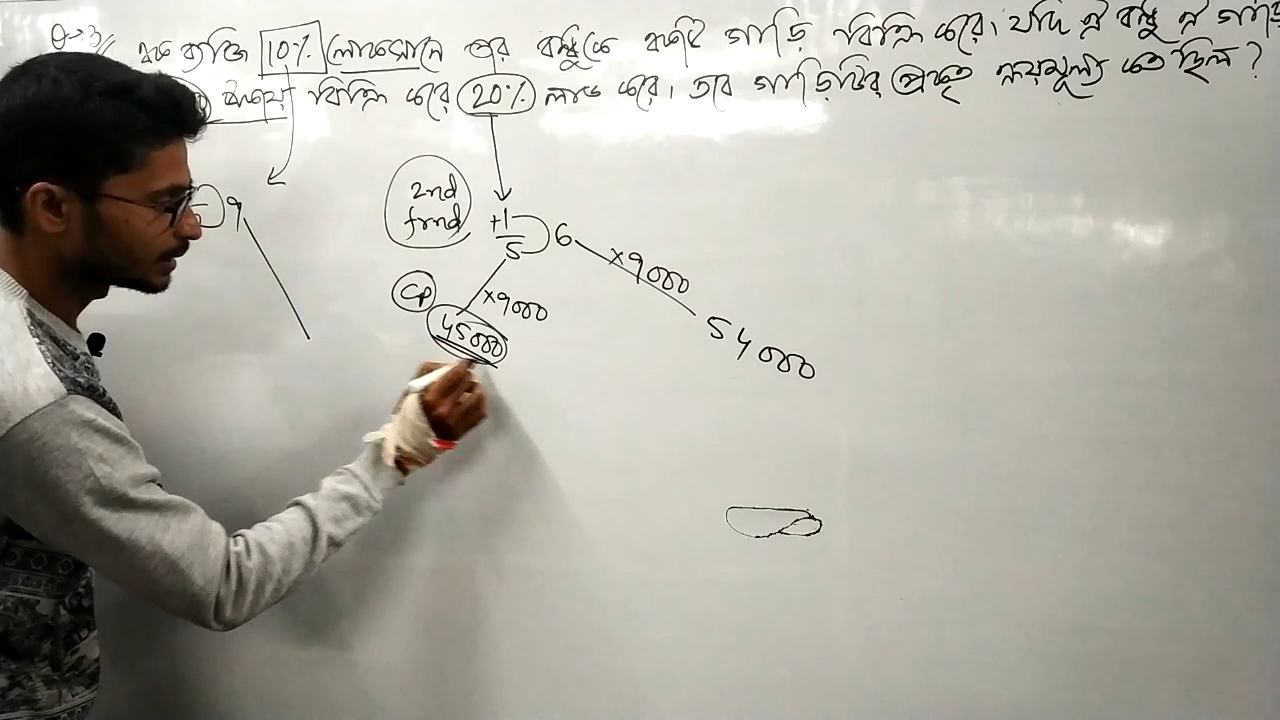 Q→3// এক ব্যক্তি 10% লোকসানে তার বন্ধুকে একটি গাড়ি বিক্রি করে। যদি ঐ বন্ধু ঐ গাড়ি
টাকায় বিক্রি করে 20% লাভ করে। তবে গাড়িটির প্রকৃত ক্রয়মূল্য কত ছিল ?
9
2nd
frnd
+1
5
6
×9000
CP
×9000
45000
54000